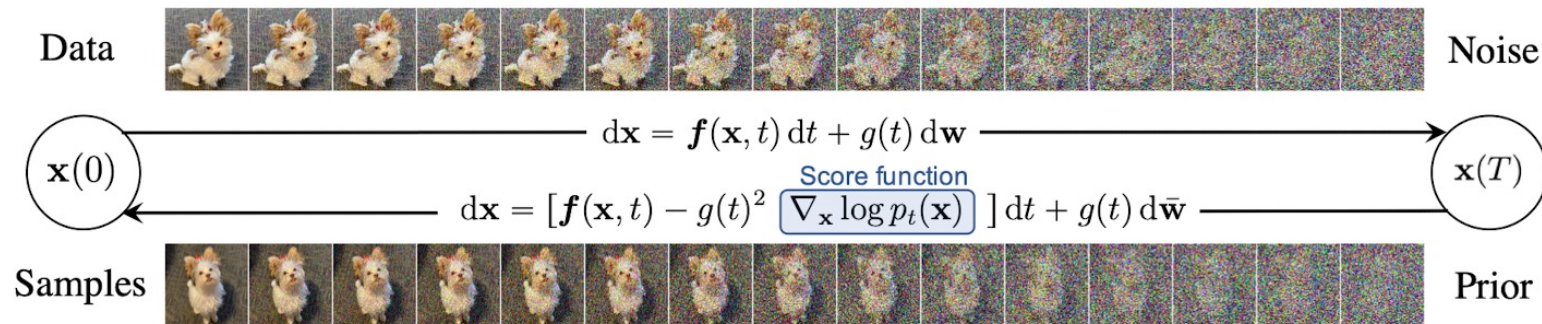 Data
Noise
dx = f(x, t) dt + g(t) dw
x(0)
x(T)
Score function
dx = [f(x, t) − g(t)² ∇ₓ log pₜ(x) ] dt + g(t) dw̄
Samples
Prior